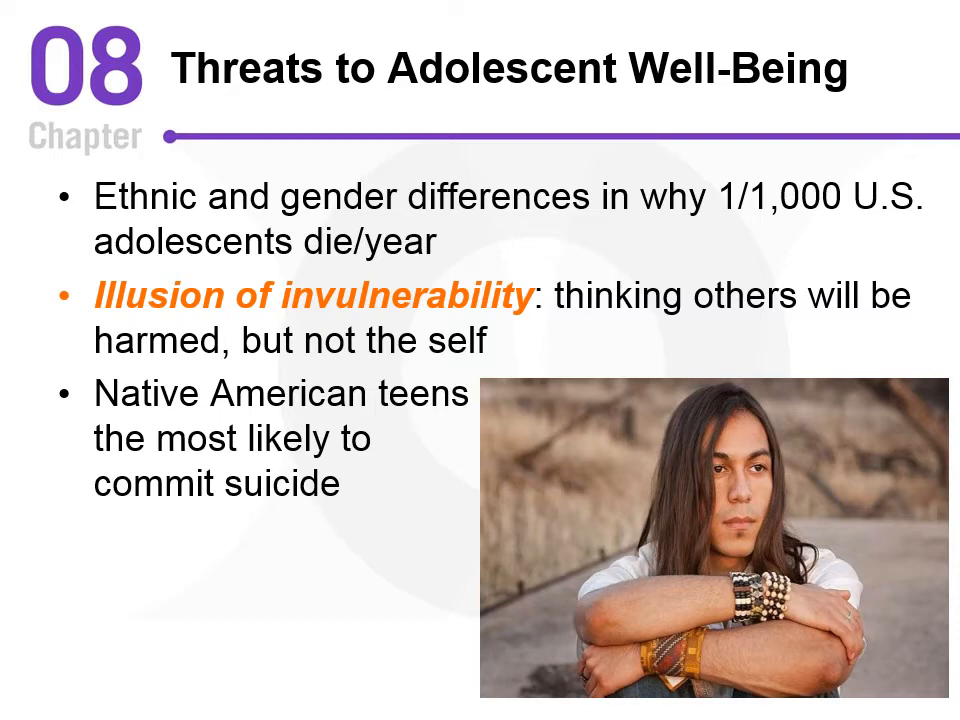 08
Chapter
Threats to Adolescent Well-Being
• Ethnic and gender differences in why 1/1,000 U.S.
adolescents die/year
• Illusion of invulnerability: thinking others will be
harmed, but not the self
• Native American teens
the most likely to
commit suicide